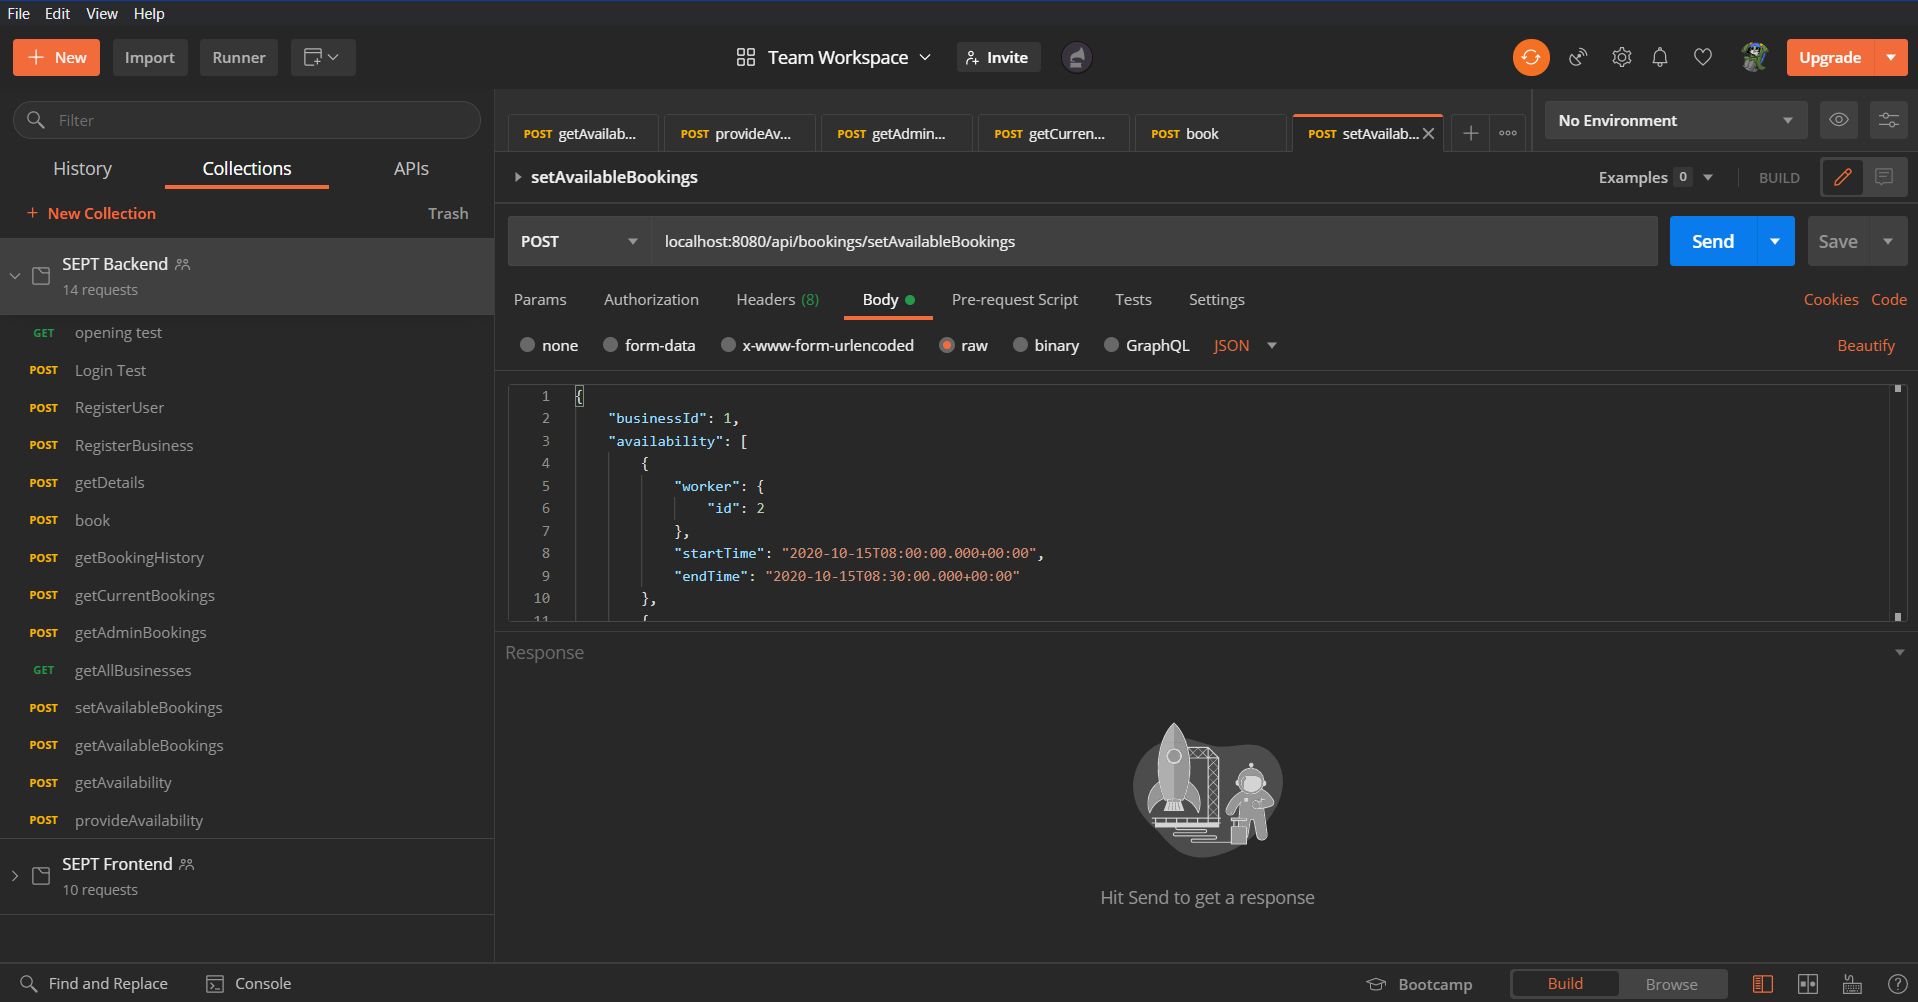 File Edit View Help
+ New Import Runner
Team Workspace
Invite
Upgrade
Filter
History Collections APIs
+ New Collection Trash
SEPT Backend
14 requests
GET opening test
POST Login Test
POST RegisterUser
POST RegisterBusiness
POST getDetails
POST book
POST getBookingHistory
POST getCurrentBookings
POST getAdminBookings
GET getAllBusinesses
POST setAvailableBookings
POST getAvailableBookings
POST getAvailability
POST provideAvailability
SEPT Frontend
10 requests
POST getAvailab... POST provideAv... POST getAdmin... POST getCurren... POST book POST setAvailab...
No Environment
setAvailableBookings
Examples 0 BUILD
POST localhost:8080/api/bookings/setAvailableBookings
Send Save
Params Authorization Headers (8) Body Pre-request Script Tests Settings
Cookies Code
none form-data x-www-form-urlencoded raw binary GraphQL JSON
Beautify
1 {
2 "businessId": 1,
3 "availability": [
4 {
5 "worker": {
6 "id": 2
7 },
8 "startTime": "2020-10-15T08:00:00.000+00:00",
9 "endTime": "2020-10-15T08:30:00.000+00:00"
10 },
11 {
Response
Hit Send to get a response
Find and Replace Console
Bootcamp Build Browse